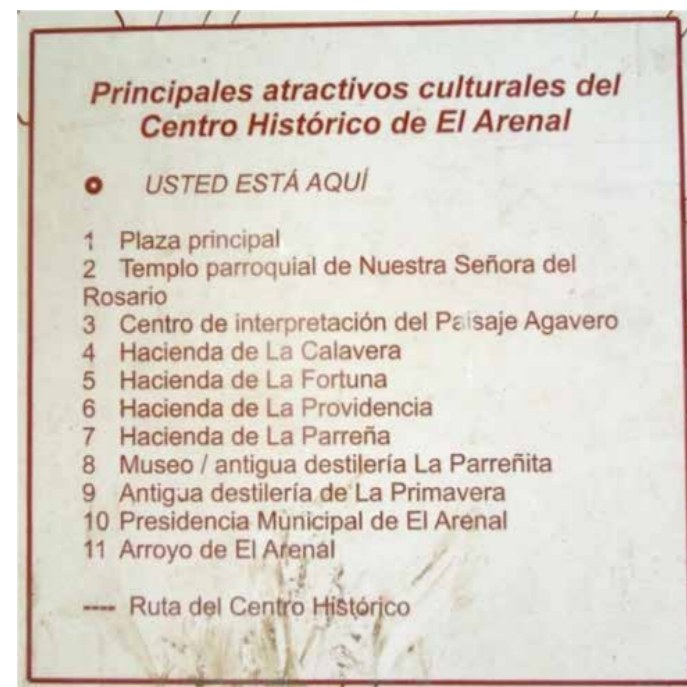 Principales atractivos culturales del
Centro Histórico de El Arenal
USTED ESTÁ AQUÍ
1 Plaza principal
2 Templo parroquial de Nuestra Señora del
Rosario
3 Centro de interpretación del Paisaje Agavero
4 Hacienda de La Calavera
5 Hacienda de La Fortuna
6 Hacienda de La Providencia
7 Hacienda de La Parreña
8 Museo / antigua destilería La Parreñita
9 Antigua destilería de La Primavera
10 Presidencia Municipal de El Arenal
11 Arroyo de El Arenal
---- Ruta del Centro Histórico